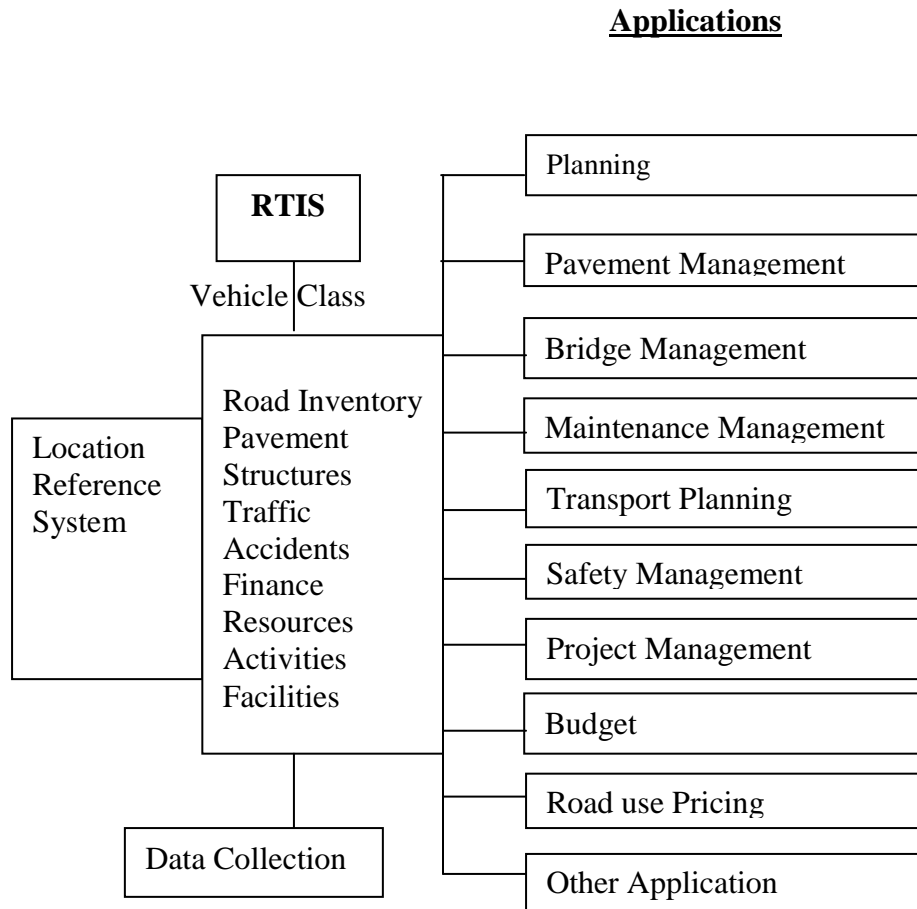 Applications
RTIS
Vehicle Class
Location
Reference
System
Road Inventory
Pavement
Structures
Traffic
Accidents
Finance
Resources
Activities
Facilities
Data Collection
Planning
Pavement Management
Bridge Management
Maintenance Management
Transport Planning
Safety Management
Project Management
Budget
Road use Pricing
Other Application